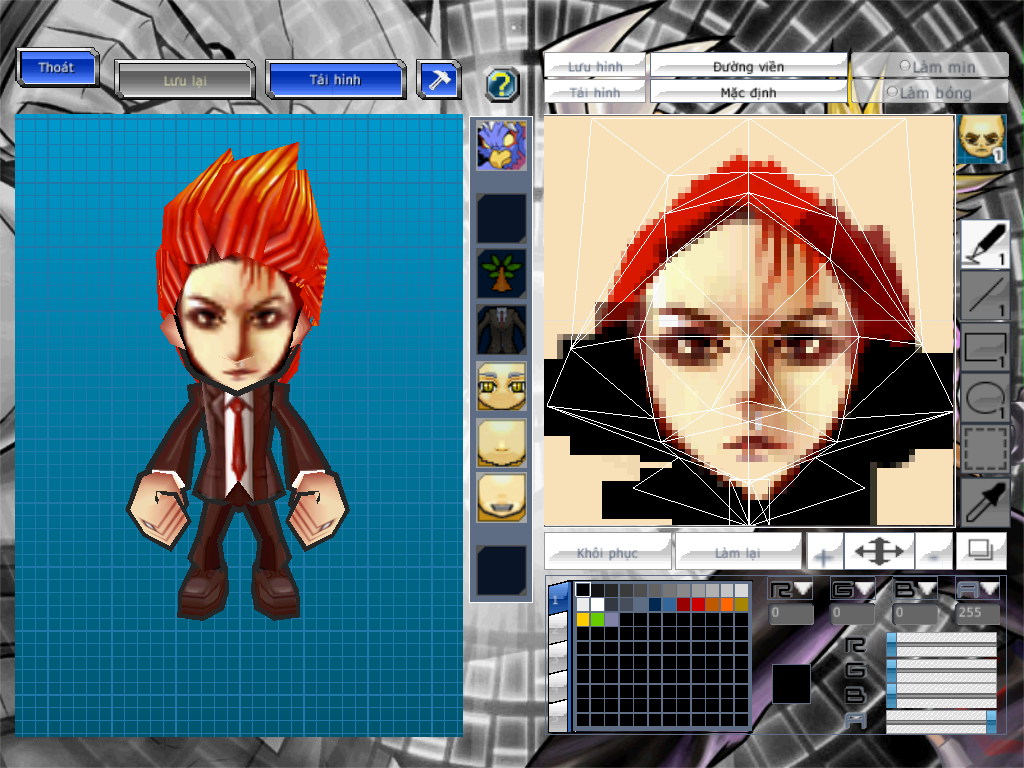 Thoát
Lưu lại
Tải hình
?
Lưu hình
Đường viền
Làm mịn
Tải hình
Mặc định
Làm bóng
1
1
1
1
1
Khôi phục
Làm lại
+
-
1
R
G
B
A
0
0
0
255
R
G
B
A